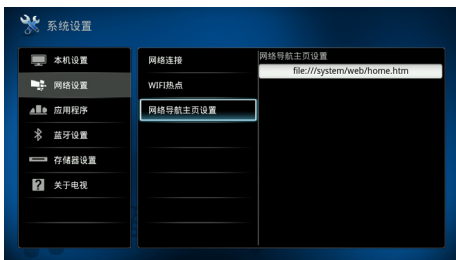 系统设置
本机设置
网络设置
应用程序
蓝牙设置
存储器设置
关于电视
网络连接
WIFI热点
网络导航主页设置
网络导航主页设置
file:///system/web/home.htm